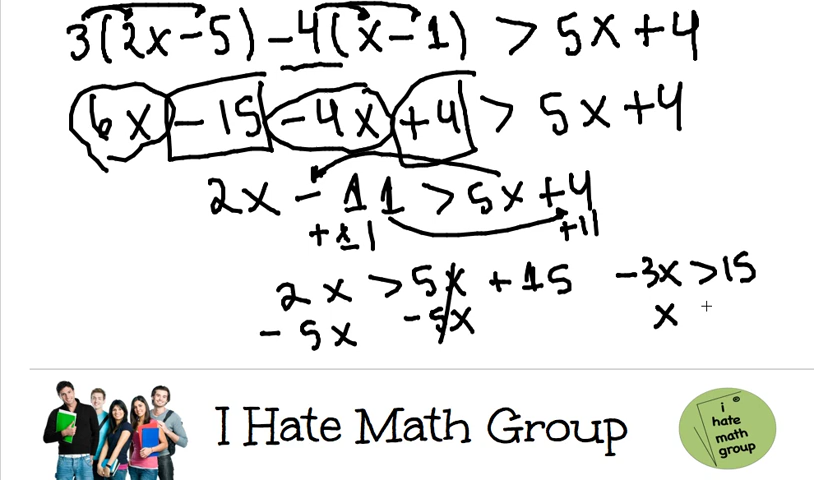 3(2x-5) -4(x-1) > 5x+4
6x -15 -4x +4 > 5x+4
2x -11 > 5x+4
+11 +11
2x > 5x + 15 -3x > 15
-5x -5x x
I Hate Math Group
i
hate
math
group